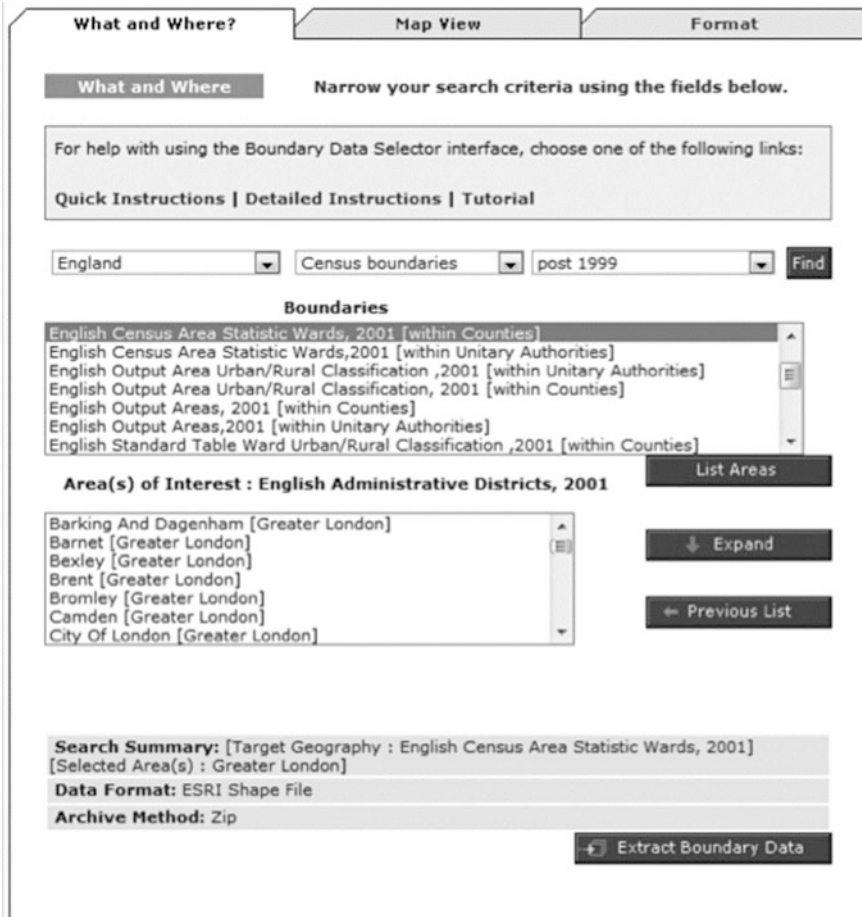 What and Where?
Map View
Format
What and Where
Narrow your search criteria using the fields below.
For help with using the Boundary Data Selector interface, choose one of the following links:
Quick Instructions | Detailed Instructions | Tutorial
England
Census boundaries
post 1999
Find
Boundaries
English Census Area Statistic Wards, 2001 [within Counties]
English Census Area Statistic Wards,2001 [within Unitary Authorities]
English Output Area Urban/Rural Classification ,2001 [within Unitary Authorities]
English Output Area Urban/Rural Classification, 2001 [within Counties]
English Output Areas, 2001 [within Counties]
English Output Areas,2001 [within Unitary Authorities]
English Standard Table Ward Urban/Rural Classification ,2001 [within Counties]
List Areas
Area(s) of Interest : English Administrative Districts, 2001
Barking And Dagenham [Greater London]
Barnet [Greater London]
Bexley [Greater London]
Brent [Greater London]
Bromley [Greater London]
Camden [Greater London]
City Of London [Greater London]
Expand
Previous List
Search Summary: [Target Geography : English Census Area Statistic Wards, 2001]
[Selected Area(s) : Greater London]
Data Format: ESRI Shape File
Archive Method: Zip
Extract Boundary Data